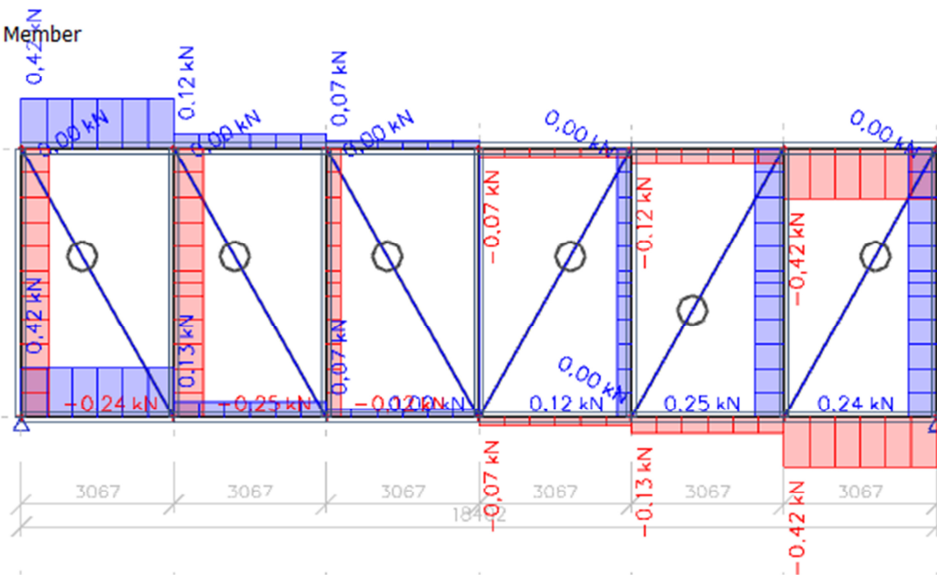 Member
0,42 kN
0.12 kN
0,07 kN
0,00 kN
0,00 kN
0,00 kN
0,00 kN
0,00 kN
-0,07 kN
-0.12 kN
-0,42 kN
0,42 kN
0.13 kN
0,07 kN
0,00 kN
-0.24 kN
-0.25 kN
-0.12 kN
0,00 kN
0.12 kN
0.25 kN
0.24 kN
-0,07 kN
-0.13 kN
-0.42 kN
3067
3067
3067
3067
3067
3067